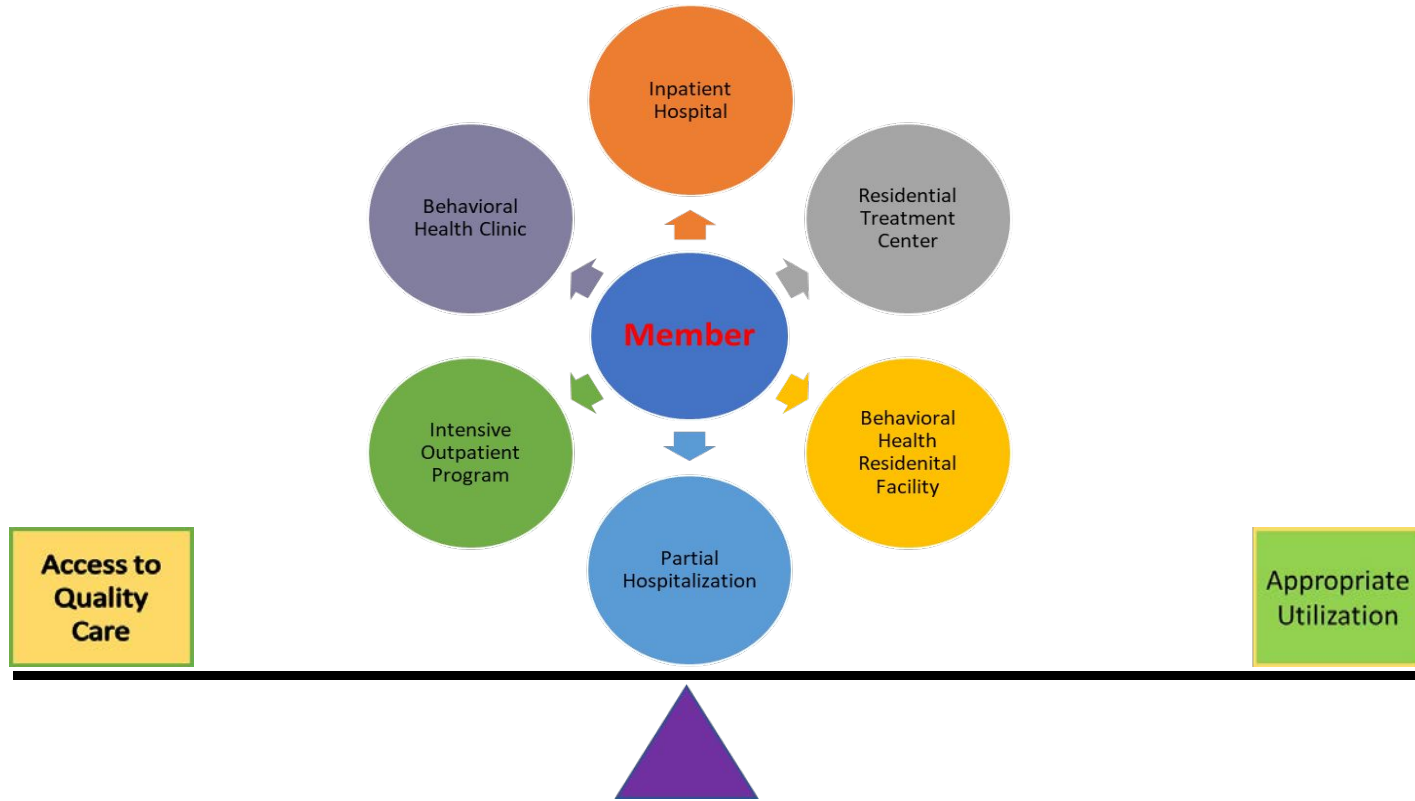 Inpatient
Hospital
Residential
Treatment
Center
Behavioral
Health
Residenital
Facility
Partial
Hospitalization
Intensive
Outpatient
Program
Behavioral
Health Clinic
Member
Access to
Quality
Care
Appropriate
Utilization